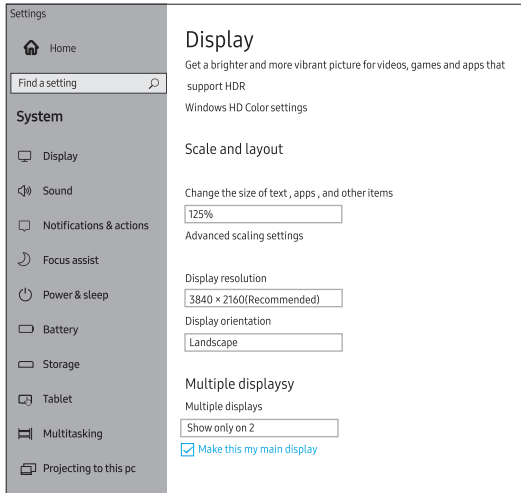 Settings
Home
Find a setting
System
Display
Sound
Notifications & actions
Focus assist
Power & sleep
Battery
Storage
Tablet
Multitasking
Projecting to this pc
Display
Get a brighter and more vibrant picture for videos, games and apps that
support HDR
Windows HD Color settings
Scale and layout
Change the size of text , apps , and other items
125%
Advanced scaling settings
Display resolution
3840 × 2160(Recommended)
Display orientation
Landscape
Multiple displaysy
Multiple displays
Show only on 2
Make this my main display